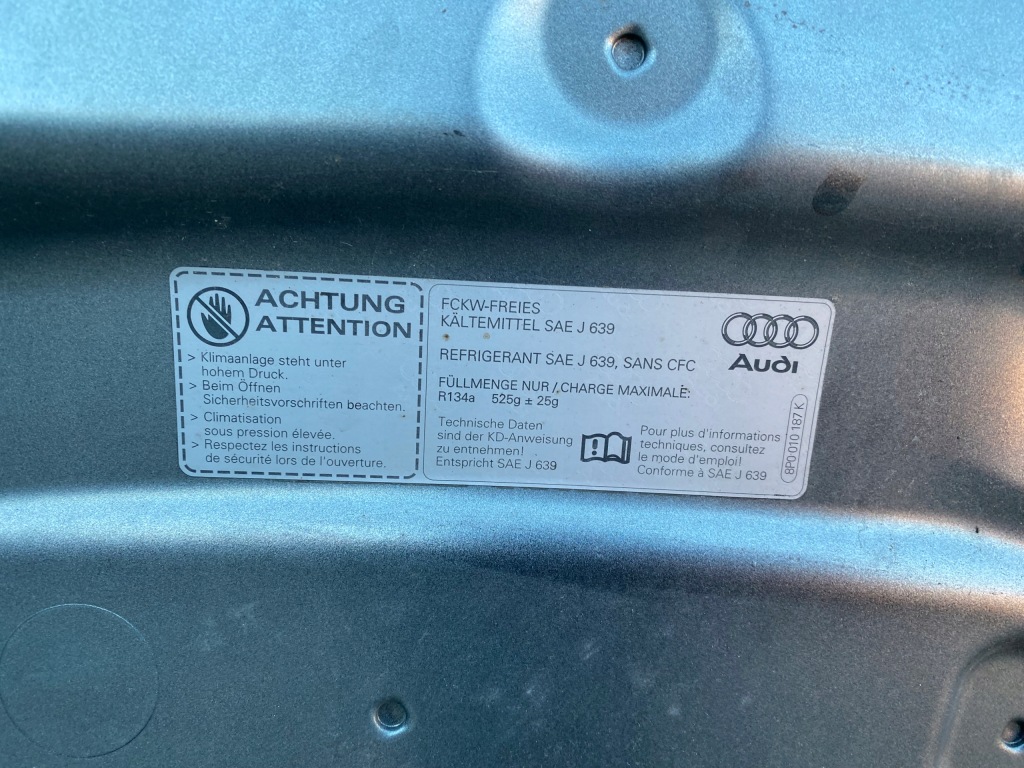 ACHTUNG
ATTENTION
> Klimaanlage steht unter
hohem Druck.
> Beim Öffnen
Sicherheitsvorschriften beachten.
> Climatisation
sous pression élevée.
> Respectez les instructions
de sécurité lors de l'ouverture.
FCKW-FREIES
KÄLTEMITTEL SAE J 639
REFRIGERANT SAE J 639, SANS CFC
FÜLLMENGE NUR / CHARGE MAXIMALE:
R134a 525g ± 25g
Technische Daten
sind der KD-Anweisung
zu entnehmen!
Entspricht SAE J 639
Pour plus d'informations
techniques, consultez
le mode d'emploi!
Conforme à SAE J 639
Audi
8P0 010 187 K